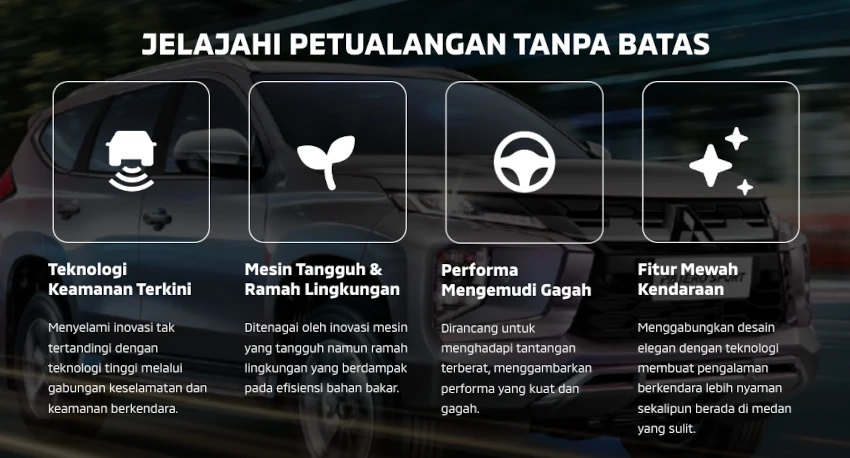 JELAJAHI PETUALANGAN TANPA BATAS
Teknologi
Keamanan Terkini
Menyelami inovasi tak
tertandingi dengan
teknologi tinggi melalui
gabungan keselamatan dan
keamanan berkendara.
Mesin Tangguh &
Ramah Lingkungan
Ditenagai oleh inovasi mesin
yang tangguh namun ramah
lingkungan yang berdampak
pada efisiensi bahan bakar.
Performa
Mengemudi Gagah
Dirancang untuk
menghadapi tantangan
terberat, menggambarkan
performa yang kuat dan
gagah.
Fitur Mewah
Kendaraan
Menggabungkan desain
elegan dengan teknologi
membuat pengalaman
berkendara lebih nyaman
sekalipun berada di medan
yang sulit.
PAJERO SPORT